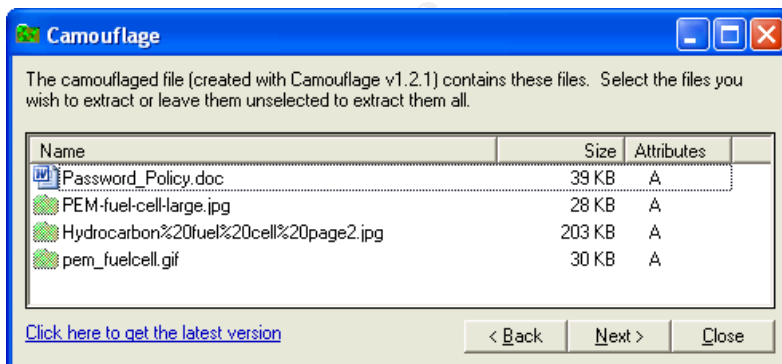 Camouflage
The camouflaged file (created with Camouflage v1.2.1) contains these files. Select the files you
wish to extract or leave them unselected to extract them all.
Name Size Attributes
Password_Policy.doc 39 KB A
PEM-fuel-cell-large.jpg 28 KB A
Hydrocarbon%20fuel%20cell%20page2.jpg 203 KB A
pem_fuelcell.gif 30 KB A
Click here to get the latest version < Back Next > Close